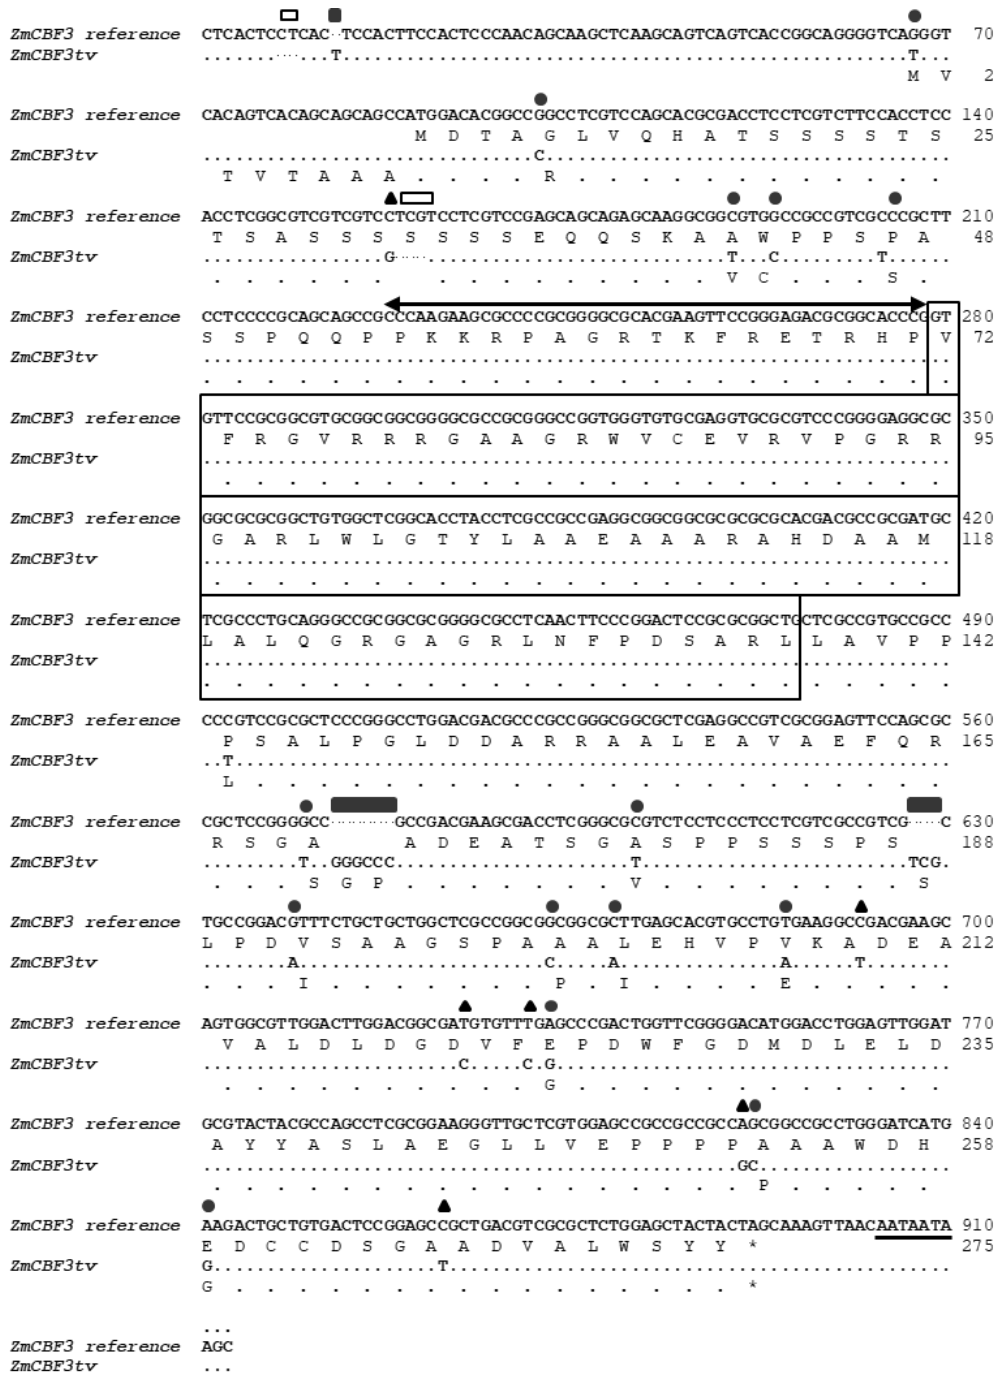 ZmCBF3 reference CTCACTCCTCAC··TCCACTTCCACTCCCAACAGCAAGCTCAAGCAGTCAGTCACCGGCAGGGGTCAGGGT 70
ZmCBF3tv .......····...T.....................................................T...
M V 2
ZmCBF3 reference CACAGTCACAGCAGCAGCCATGGACACGGCCGGCCTCGTCCAGCACGCGACCTCCTCGTCTTCCACCTCC 140
M D T A G L V Q H A T S S S S T S 25
ZmCBF3tv ...............................C......................................
T V T A A A . . . . R . . . . . . . . . . . .
ZmCBF3 reference ACCTCGGCGTCGTCGTCCTCGTCCTCGTCCGAGCAGCAGAGCAAGGCGGCGTGGCCGCCGTCGCCCGCTT 210
T S A S S S S S S S E Q Q S K A A W P P S P A 48
ZmCBF3tv .................G·····............................T...C.........T......
. . . . . . . . . . . . . . V C . . . S .
ZmCBF3 reference CCTCCCCGCAGCAGCCGCCCAAGAAGCGCCCCGCGGGGCGCACGAAGTTCCGGGAGACGCGGCACCCGGT 280
S S P Q Q P P K K R P A G R T K F R E T R H P V 72
ZmCBF3tv ......................................................................
. . . . . . . . . . . . . . . . . . . . . . . .
ZmCBF3 reference GTTCCGCGGCGTGCGGCGGCGGGGCGCCGCGGGCCGGTGGGTGTGCGAGGTGCGCGTCCCGGGGAGGCGC 350
F R G V R R R G A A G R W V C E V R V P G R R 95
ZmCBF3tv ......................................................................
. . . . . . . . . . . . . . . . . . . . . . .
ZmCBF3 reference GGCGCGCGGCTGTGGCTCGGCACCTACCTCGCCGCCGAGGCGGCGGCGCGCGCGCACGACGCCGCGATGC 420
G A R L W L G T Y L A A E A A A R A H D A A M 118
ZmCBF3tv ......................................................................
. . . . . . . . . . . . . . . . . . . . . . .
ZmCBF3 reference TCGCCCTGCAGGGCCGCGGCGCGGGGCGCCTCAACTTCCCGGACTCCGCGCGGCTGCTCGCCGTGCCGCC 490
L A L Q G R G A G R L N F P D S A R L L A V P P 142
ZmCBF3tv ......................................................................
. . . . . . . . . . . . . . . . . . . . . . . .
ZmCBF3 reference CCCGTCCGCGCTCCCGGGCCTGGACGACGCCCGCCGGGCGGCGCTCGAGGCCGTCGCGGAGTTCCAGCGC 560
P S A L P G L D D A R R A A L E A V A E F Q R 165
ZmCBF3tv ..T...................................................................
L . . . . . . . . . . . . . . . . . . . . . .
ZmCBF3 reference CGCTCCGGGGCC··········GCCGACGAAGCGACCTCGGGCGCGTCTCCTCCCTCCTCGTCGCCGTCG·····C 630
R S G A A D E A T S G A S P P S S S P S 188
ZmCBF3tv .........T..GGGCCC......................T.........................TCG.
. . . S G P . . . . . . . V . . . . . . . . S
ZmCBF3 reference TGCCGGACGTTTCTGCTGCTGGCTCGCCGGCGGCGGCGCTTGAGCACGTGCCTGTGAAGGCCGACGAAGC 700
L P D V S A A G S P A A A L E H V P V K A D E A 212
ZmCBF3tv ........A.......................C.....A...............A......T........
. . . I . . . . . . . P . I . . . . E . . . . .
ZmCBF3 reference AGTGGCGTTGGACTTGGACGGCGATGTGTTTGAGCCCGACTGGTTCGGGGACATGGACCTGGAGTTGGAT 770
V A L D L D G D V F E P D W F G D M D L E L D 235
ZmCBF3tv ........................C.....C.G.....................................
. . . . . . . . . . G . . . . . . . . . . . .
ZmCBF3 reference GCGTACTACGCCAGCCTCGCGGAAGGGTTGCTCGTGGAGCCGCCGCCGCCAGCGGCCGCCTGGGATCATG 840
A Y Y A S L A E G L L V E P P P P A A A W D H 258
ZmCBF3tv ..................................................GC..................
. . . . . . . . . . . . . . . . . P . . . . .
ZmCBF3 reference AAGACTGCTGTGACTCCGGAGCCGCTGACGTCGCGCTCTGGAGCTACTACTAGCAAAGTTAACAATAATA 910
E D C C D S G A A D V A L W S Y Y * 275
ZmCBF3tv G.....................T...............................................
G . . . . . . . . . . . . . . . . *
...
ZmCBF3 reference AGC
ZmCBF3tv ...